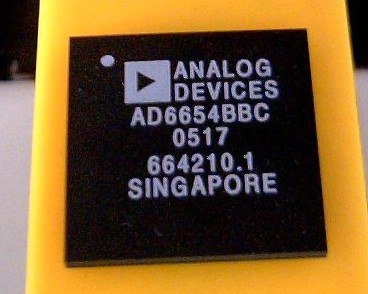 ANALOG
DEVICES
AD6654BBC
0517
664210.1
SINGAPORE